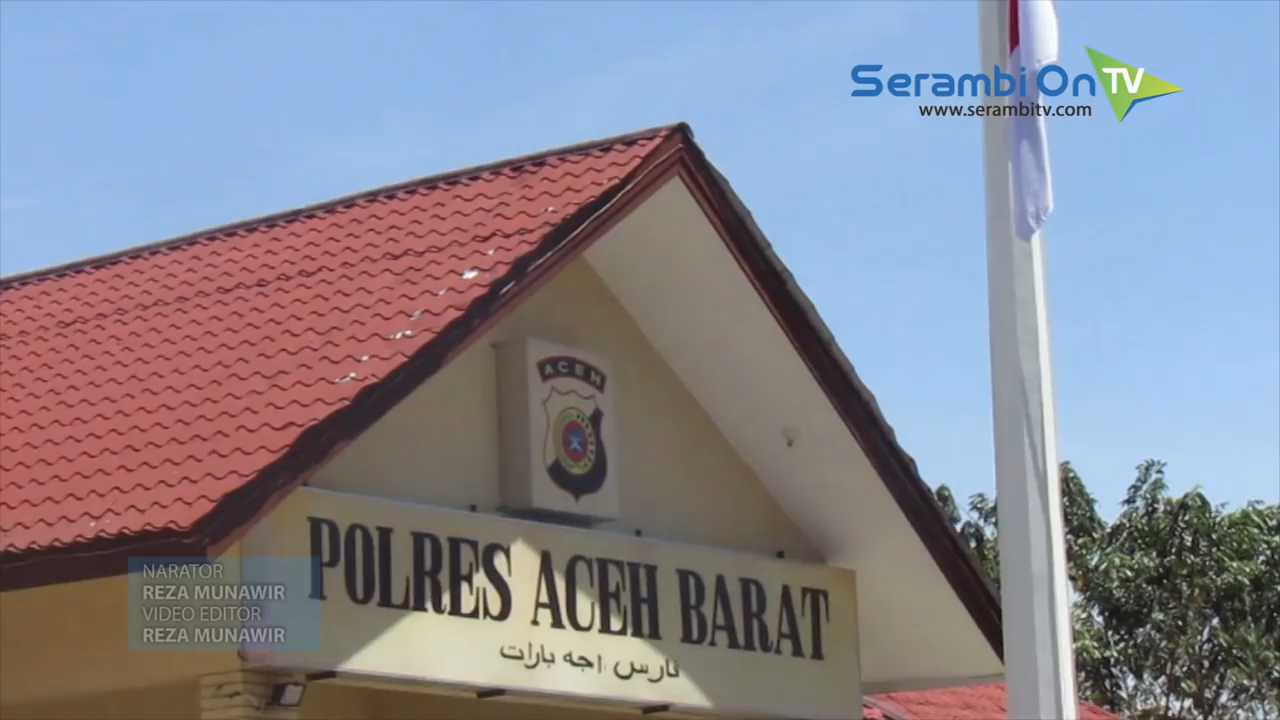 Serambi On TV
www.serambitv.com
ACEH
POLRES ACEH BARAT
فارس اچه بارات
NARATOR
REZA MUNAWIR
VIDEO EDITOR
REZA MUNAWIR